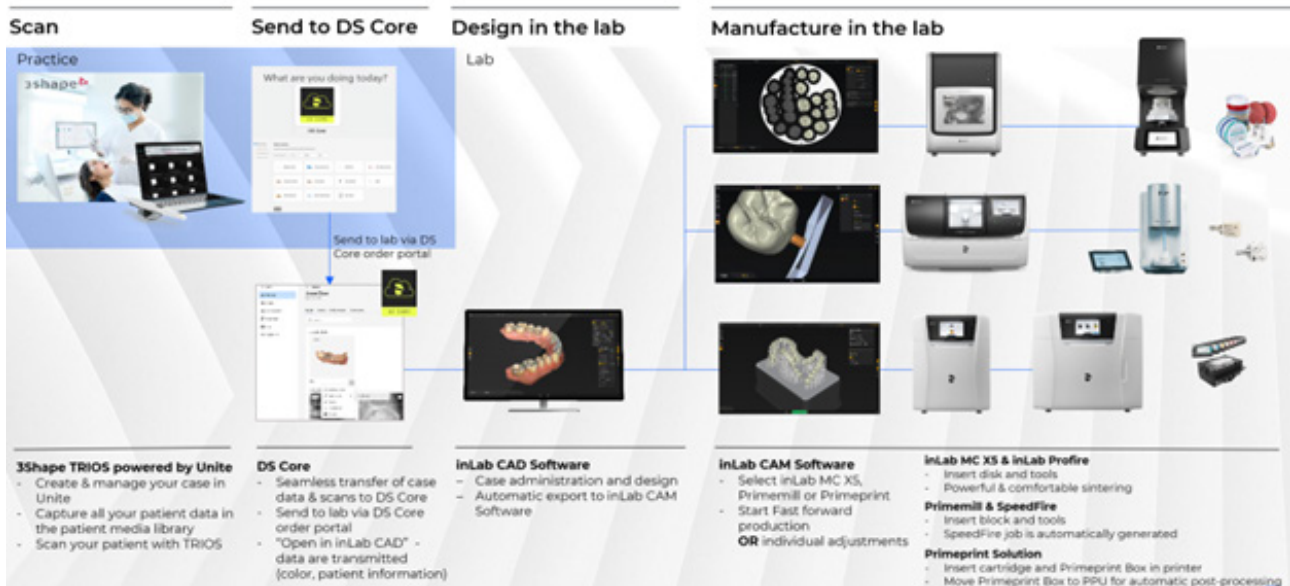 Scan
Send to DS Core
Design in the lab
Manufacture in the lab
Practice
Lab
3shape
What are you doing today?
DS Core
Send to lab via DS
Core order portal
3Shape TRIOS powered by Unite
- Create & manage your case in
Unite
- Capture all your patient data in
the patient media library
- Scan your patient with TRIOS
DS Core
- Seamless transfer of case
data & scans to DS Core
- Send to lab via DS Core
order portal
- "Open in inLab CAD" -
data are transmitted
(color, patient information)
inLab CAD Software
– Case administration and design
– Automatic export to inLab CAM
Software
inLab CAM Software
- Select inLab MC X5,
Primemill or Primeprint
- Start Fast forward
production
OR individual adjustments
inLab MC X5 & inLab Profire
- Insert disk and tools
- Powerful & comfortable sintering
Primemill & SpeedFire
- Insert block and tools
- SpeedFire job is automatically generated
Primeprint Solution
- Insert cartridge and Primeprint Box in printer
- Move Primeprint Box to PPU for automatic post-processing